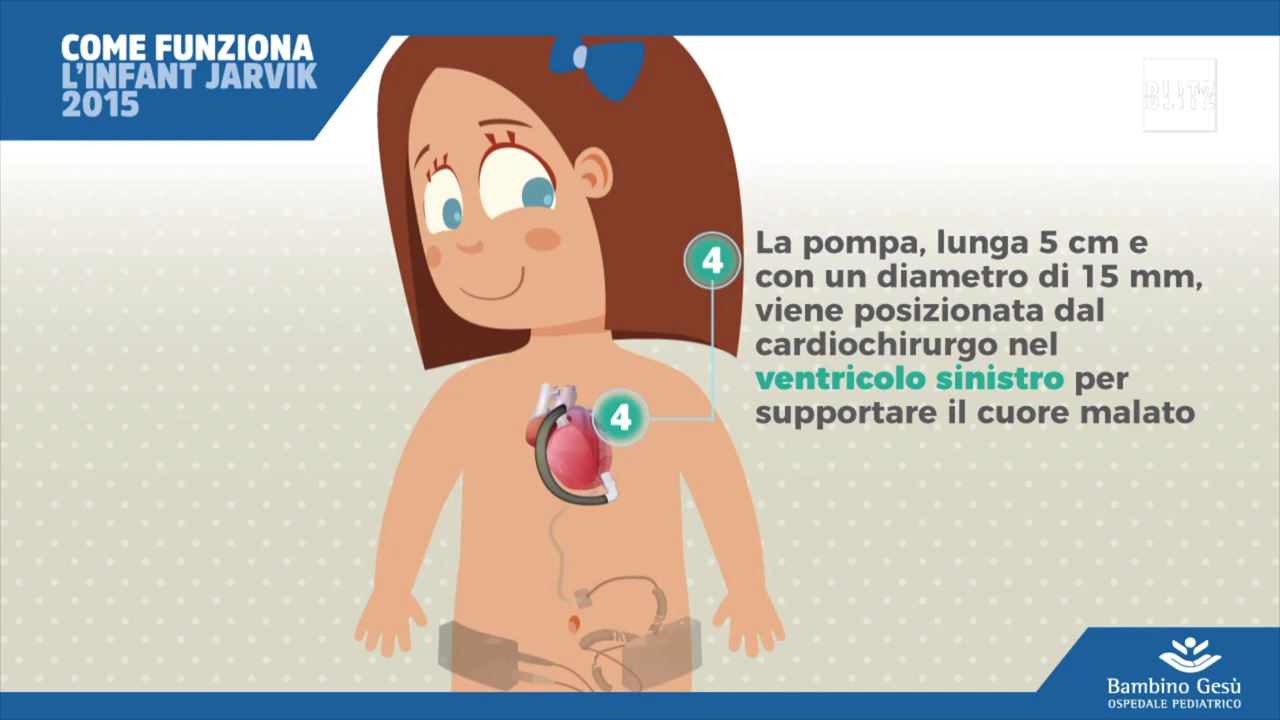 COME FUNZIONA
L'INFANT JARVIK
2015
BLITZ
BLITZ
4
La pompa, lunga 5 cm e
con un diametro di 15 mm,
viene posizionata dal
cardiochirurgo nel
ventricolo sinistro per
supportare il cuore malato
4
Bambino Gesù
OSPEDALE PEDIATRICO